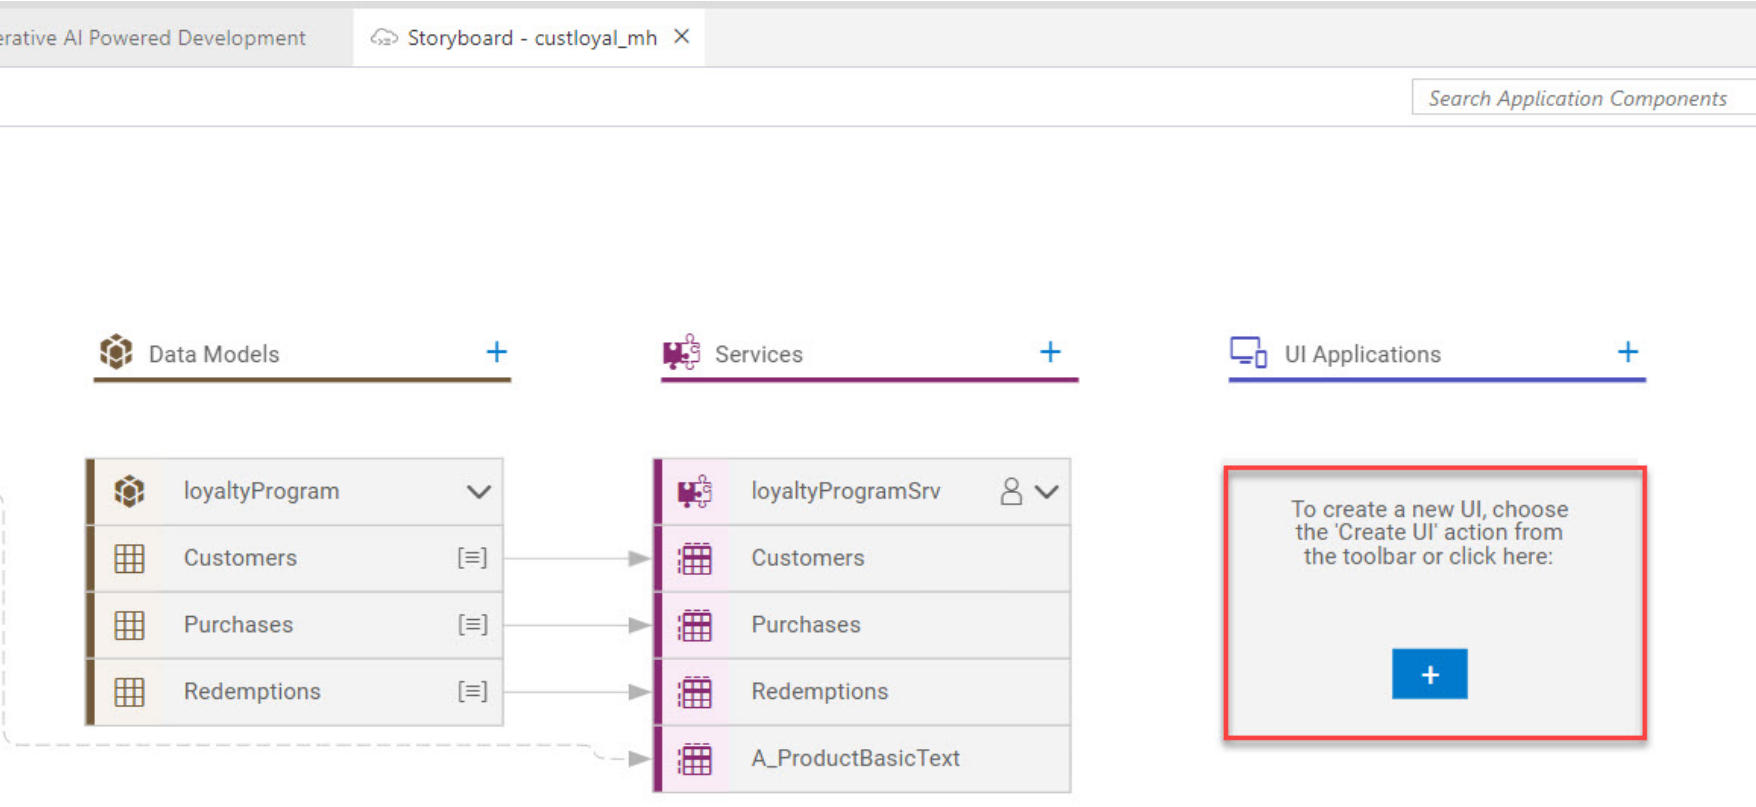 erative AI Powered Development
Storyboard - custloyal_mh
Search Application Components
Data Models
Services
UI Applications
loyaltyProgram
Customers
Purchases
Redemptions
loyaltyProgramSrv
Customers
Purchases
Redemptions
A_ProductBasicText
To create a new UI, choose
the 'Create UI' action from
the toolbar or click here: